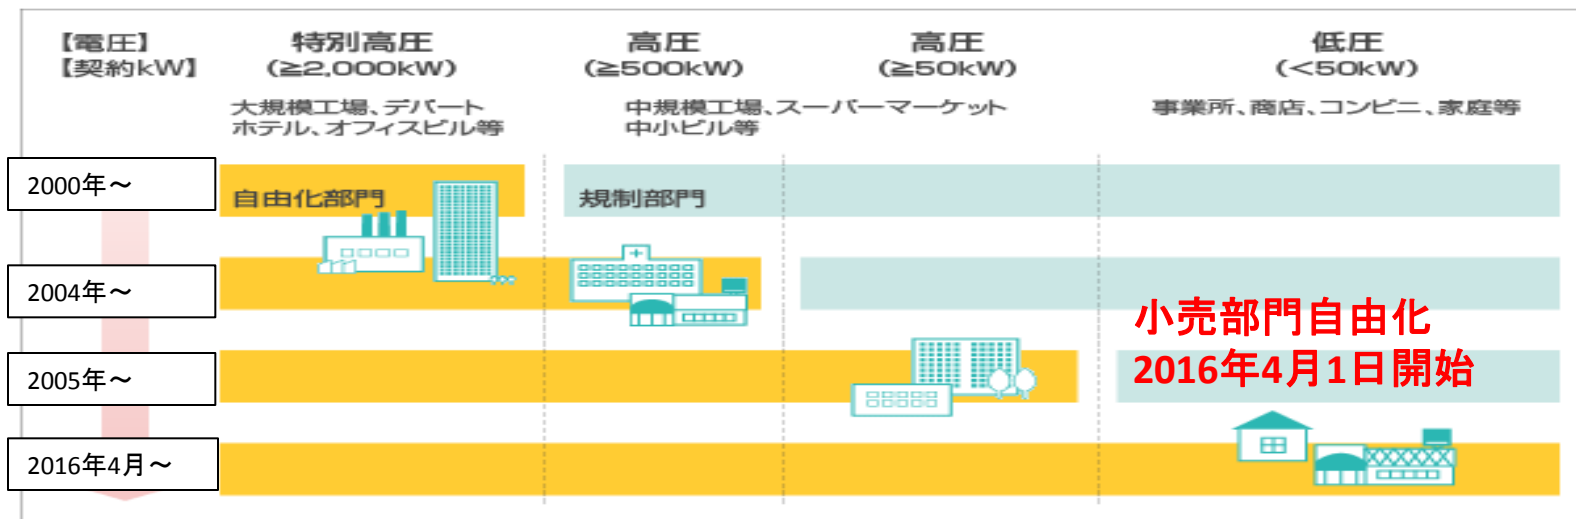 【電圧】
【契約kW】
特別高圧
(≧2,000kW)
高圧
(≧500kW)
高圧
(≧50kW)
低圧
(<50kW)
大規模工場、デパート
ホテル、オフィスビル等
中規模工場、スーパーマーケット
中小ビル等
事業所、商店、コンビニ、家庭等
2000年～
自由化部門
規制部門
2004年～
小売部門自由化
2016年4月1日開始
2005年～
2016年4月～